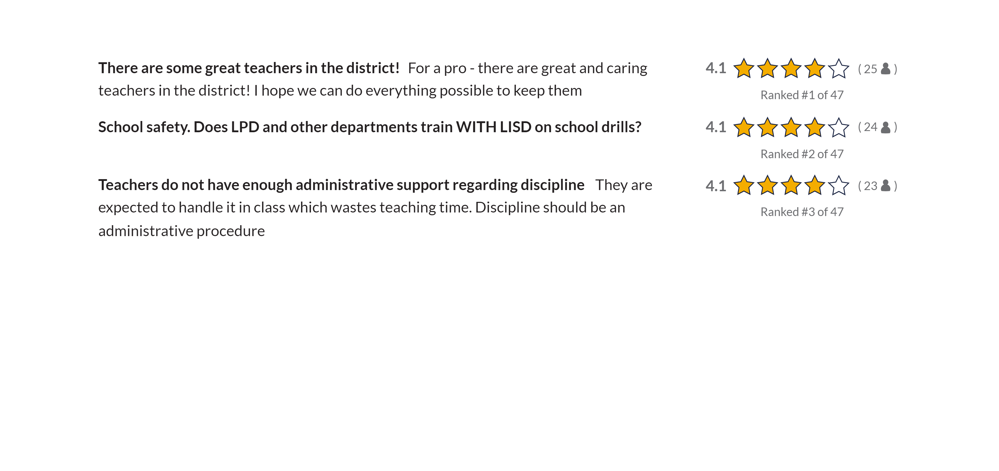 There are some great teachers in the district! For a pro - there are great and caring
teachers in the district! I hope we can do everything possible to keep them
4.1 ( 25 )
Ranked #1 of 47
School safety. Does LPD and other departments train WITH LISD on school drills?
4.1 ( 24 )
Ranked #2 of 47
Teachers do not have enough administrative support regarding discipline They are
expected to handle it in class which wastes teaching time. Discipline should be an
administrative procedure
4.1 ( 23 )
Ranked #3 of 47